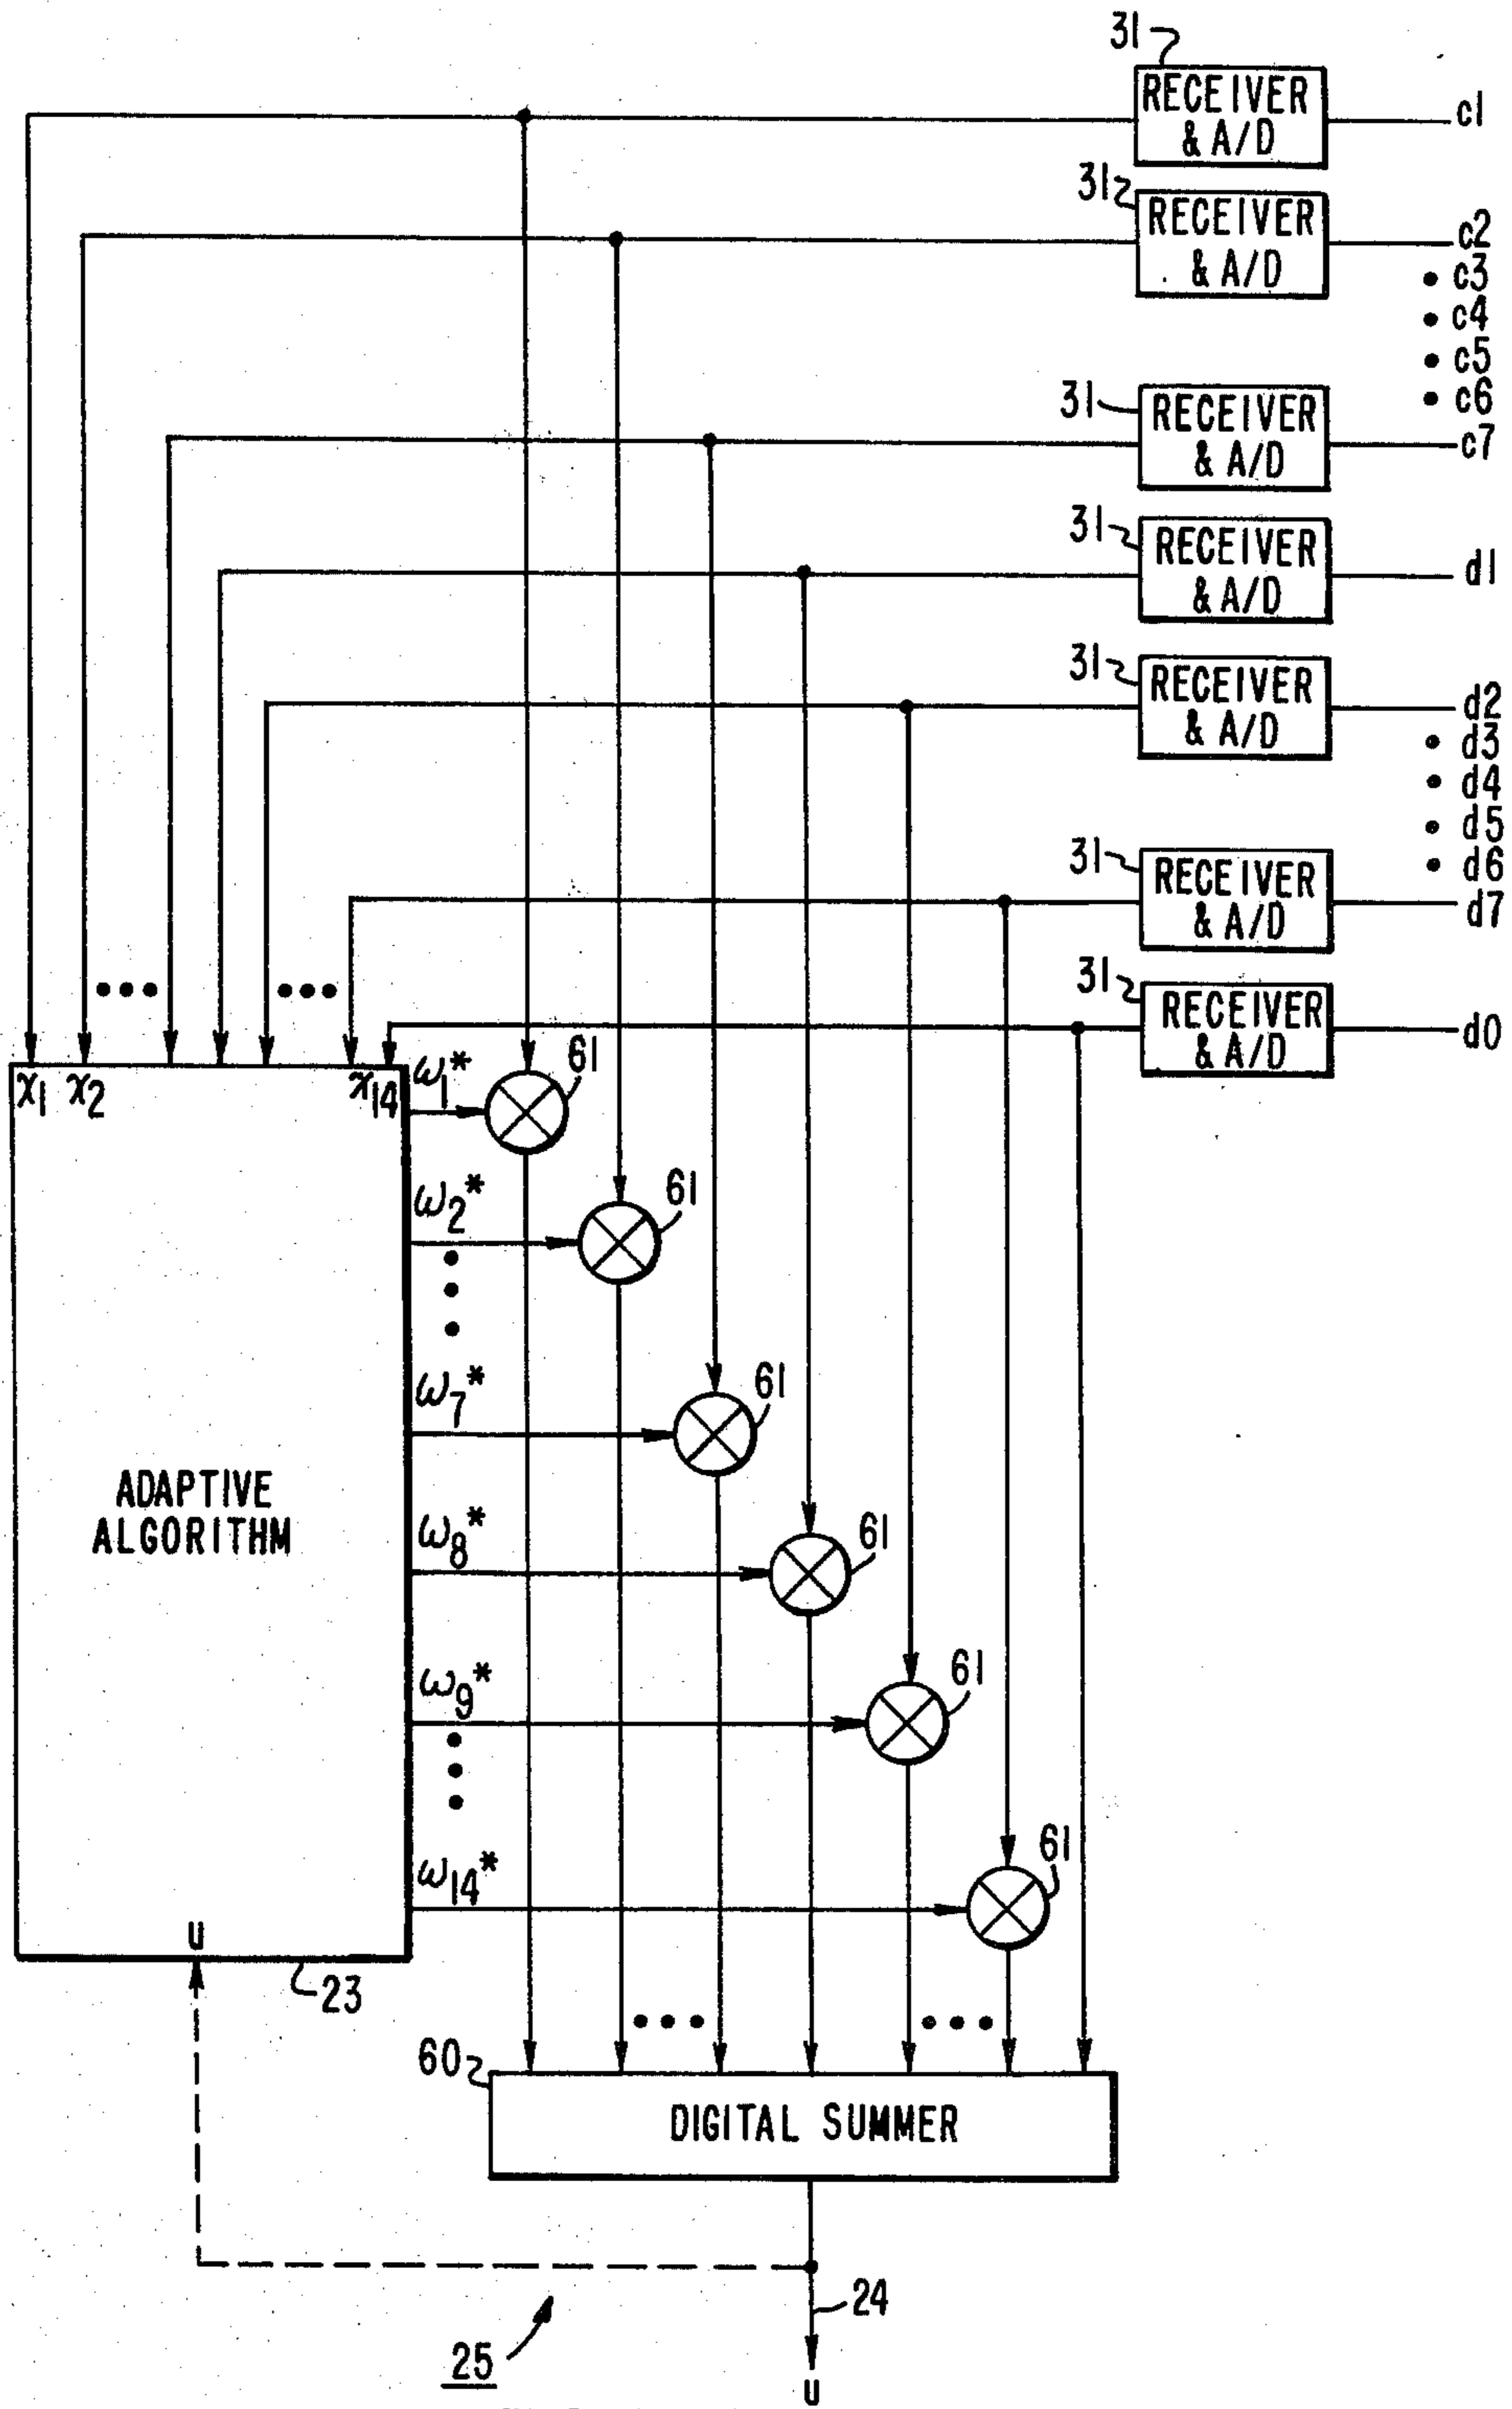 31
RECEIVER
& A/D
c1
31
RECEIVER
& A/D
c2
c3
c4
c5
c6
31
RECEIVER
& A/D
c7
31
RECEIVER
& A/D
d1
31
RECEIVER
& A/D
d2
d3
d4
d5
d6
31
RECEIVER
& A/D
d7
31
RECEIVER
& A/D
d0
x1 x2 x14
ω1* 61
ω2* 61
ω7* 61
ADAPTIVE
ALGORITHM
ω8* 61
ω9* 61
ω14* 61
u
23
60
DIGITAL SUMMER
24
25
u